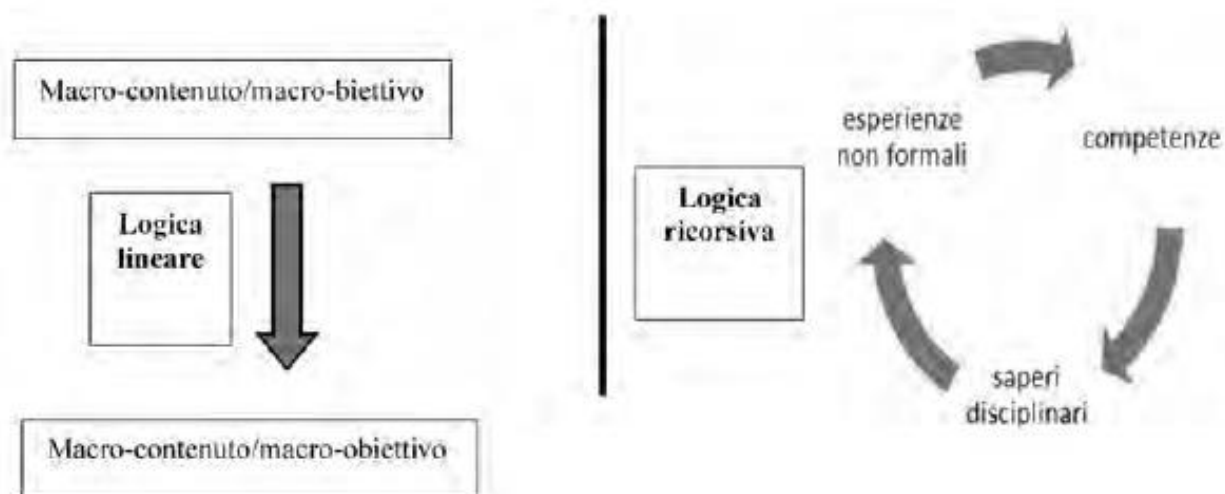 Macro-contenuto/macro-biettivo
Logica
lineare
Macro-contenuto/macro-obiettivo
Logica
ricorsiva
esperienze
non formali
competenze
saperi
disciplinari